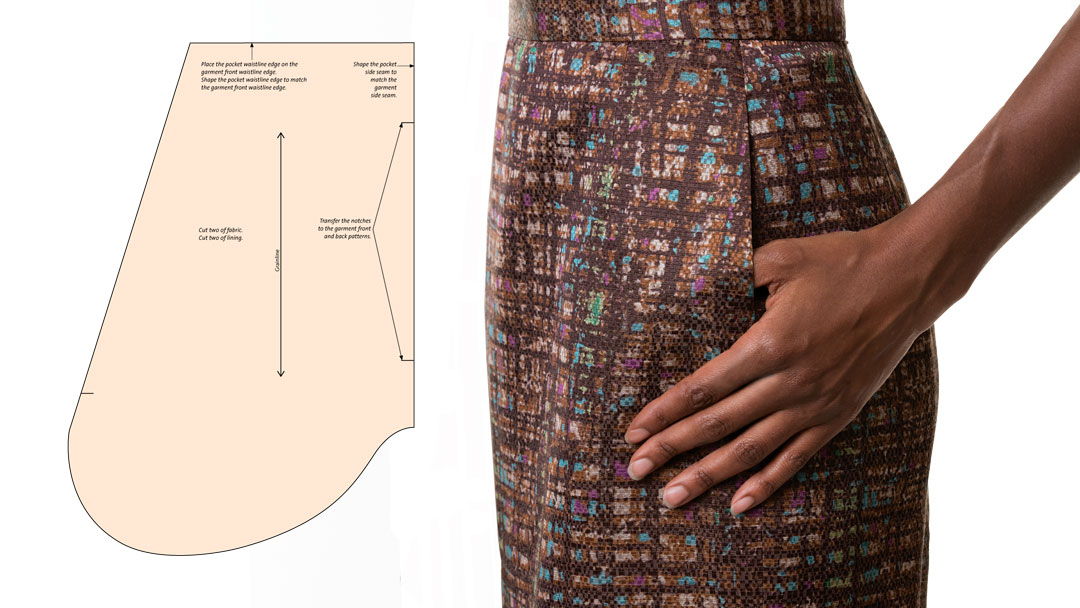 Place the pocket waistline edge on the
garment front waistline edge.
Shape the pocket waistline edge to match
the garment front waistline edge.
Shape the pocket
side seam to
match the
garment
side seam.
Transfer the notches
to the garment front
and back patterns.
Cut two of fabric.
Cut two of lining.
Grainline